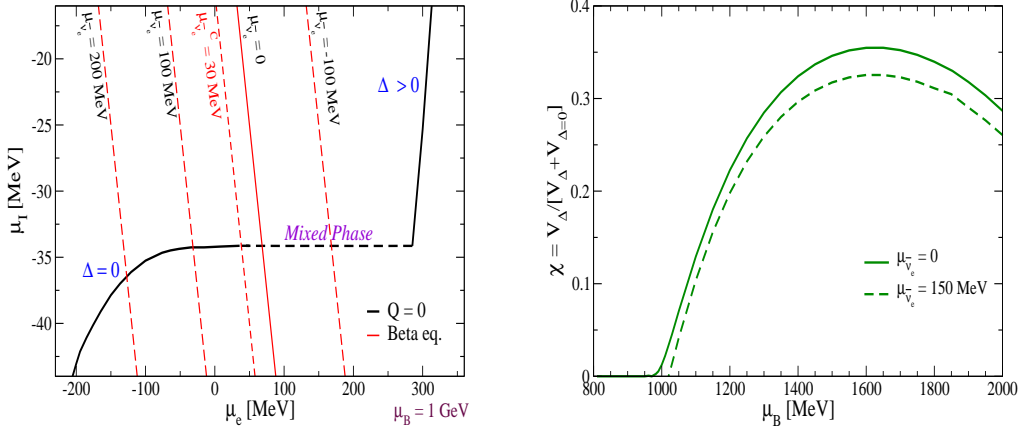 -20
-25
-30
-35
-40
μ_I [MeV]
μ_ν̄e = 200 MeV
μ_ν̄e = 100 MeV
μ_ν̄e^c = 30 MeV
μ_ν̄e = 0
μ_ν̄e = -100 MeV
Δ > 0
Mixed Phase
Δ = 0
Q = 0
Beta eq.
-200 -100 0 100 200 300
μ_e [MeV]
μ_B = 1 GeV
0.4
0.3
0.2
0.1
0
χ = V_Δ/[V_Δ+V_Δ=0]
μ_ν̄e = 0
μ_ν̄e = 150 MeV
800 1000 1200 1400 1600 1800 2000
μ_B [MeV]